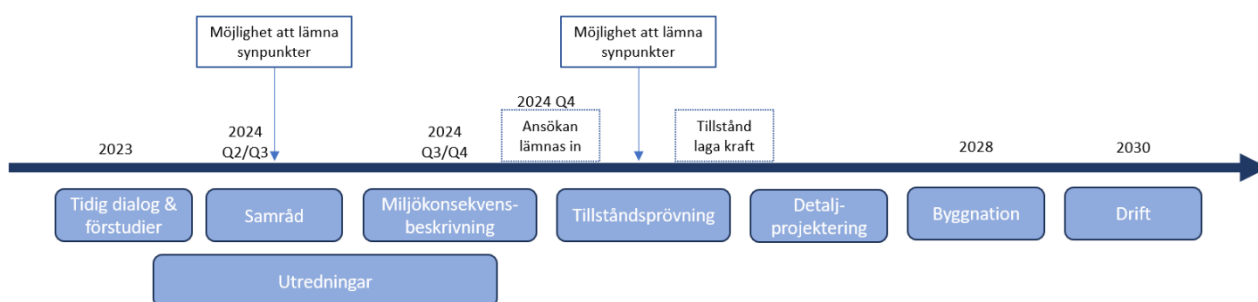 Möjlighet att lämna
synpunkter
Möjlighet att lämna
synpunkter
2023
2024
Q2/Q3
2024
Q3/Q4
2024 Q4
Ansökan
lämnas in
Tillstånd
laga kraft
2028
2030
Tidig dialog &
förstudier
Samråd
Miljökonsekvens-
beskrivning
Tillståndsprövning
Detalj-
projektering
Byggnation
Drift
Utredningar